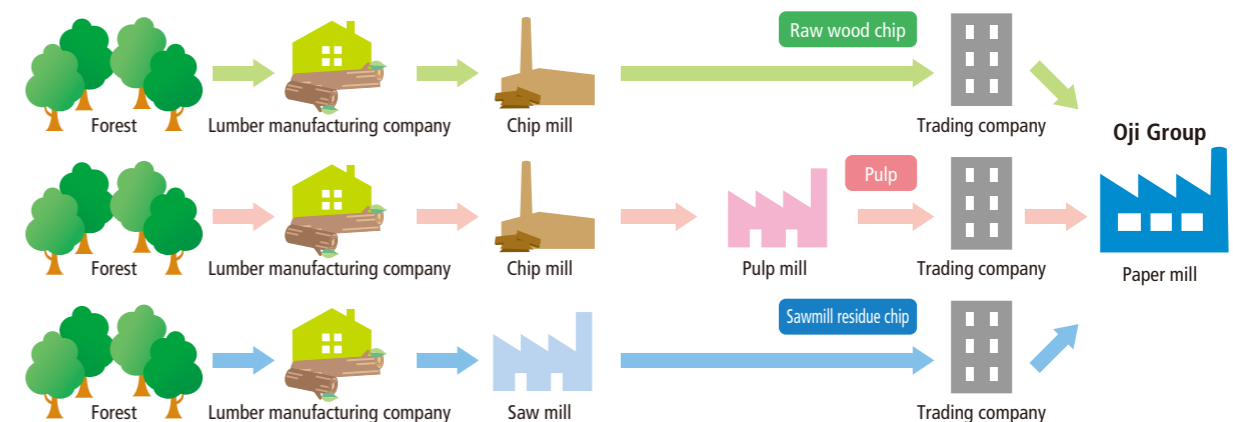 Raw wood chip
Forest
Lumber manufacturing company
Chip mill
Trading company
Oji Group
Pulp
Forest
Lumber manufacturing company
Chip mill
Pulp mill
Trading company
Paper mill
Sawmill residue chip
Forest
Lumber manufacturing company
Saw mill
Trading company